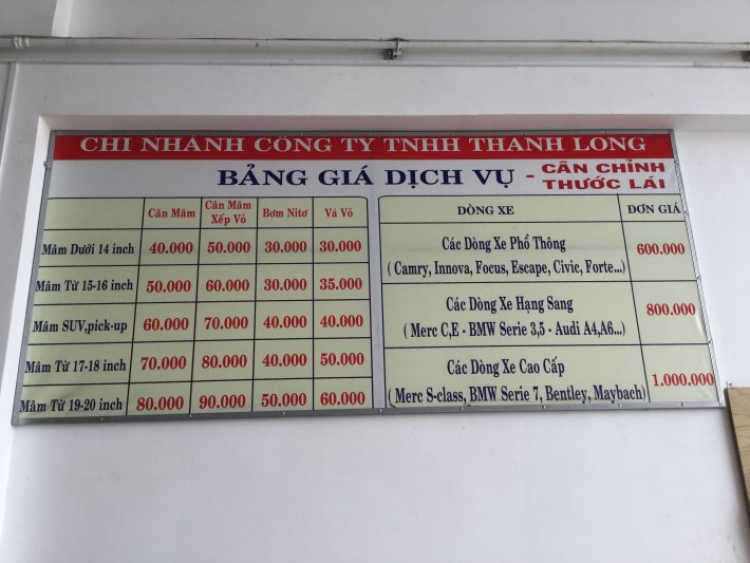 CHI NHÁNH CÔNG TY TNHH THANH LONG
BẢNG GIÁ DỊCH VỤ - CÂN CHỈNH
THƯỚC LÁI
Cân Mâm Cân Mâm Xếp Vỏ Bơm Nitơ Vá Vỏ
Mâm Dưới 14 inch 40.000 50.000 30.000 30.000
Mâm Từ 15-16 inch 50.000 60.000 30.000 35.000
Mâm SUV,pick-up 60.000 70.000 40.000 40.000
Mâm Từ 17-18 inch 70.000 80.000 40.000 50.000
Mâm Từ 19-20 inch 80.000 90.000 50.000 60.000
DÒNG XE ĐƠN GIÁ
Các Dòng Xe Phổ Thông
( Camry, Innova, Focus, Escape, Civic, Forte...) 600.000
Các Dòng Xe Hạng Sang
( Merc C,E - BMW Serie 3,5 - Audi A4,A6...) 800.000
Các Dòng Xe Cao Cấp
( Merc S-class, BMW Serie 7, Bentley, Maybach) 1.000.000